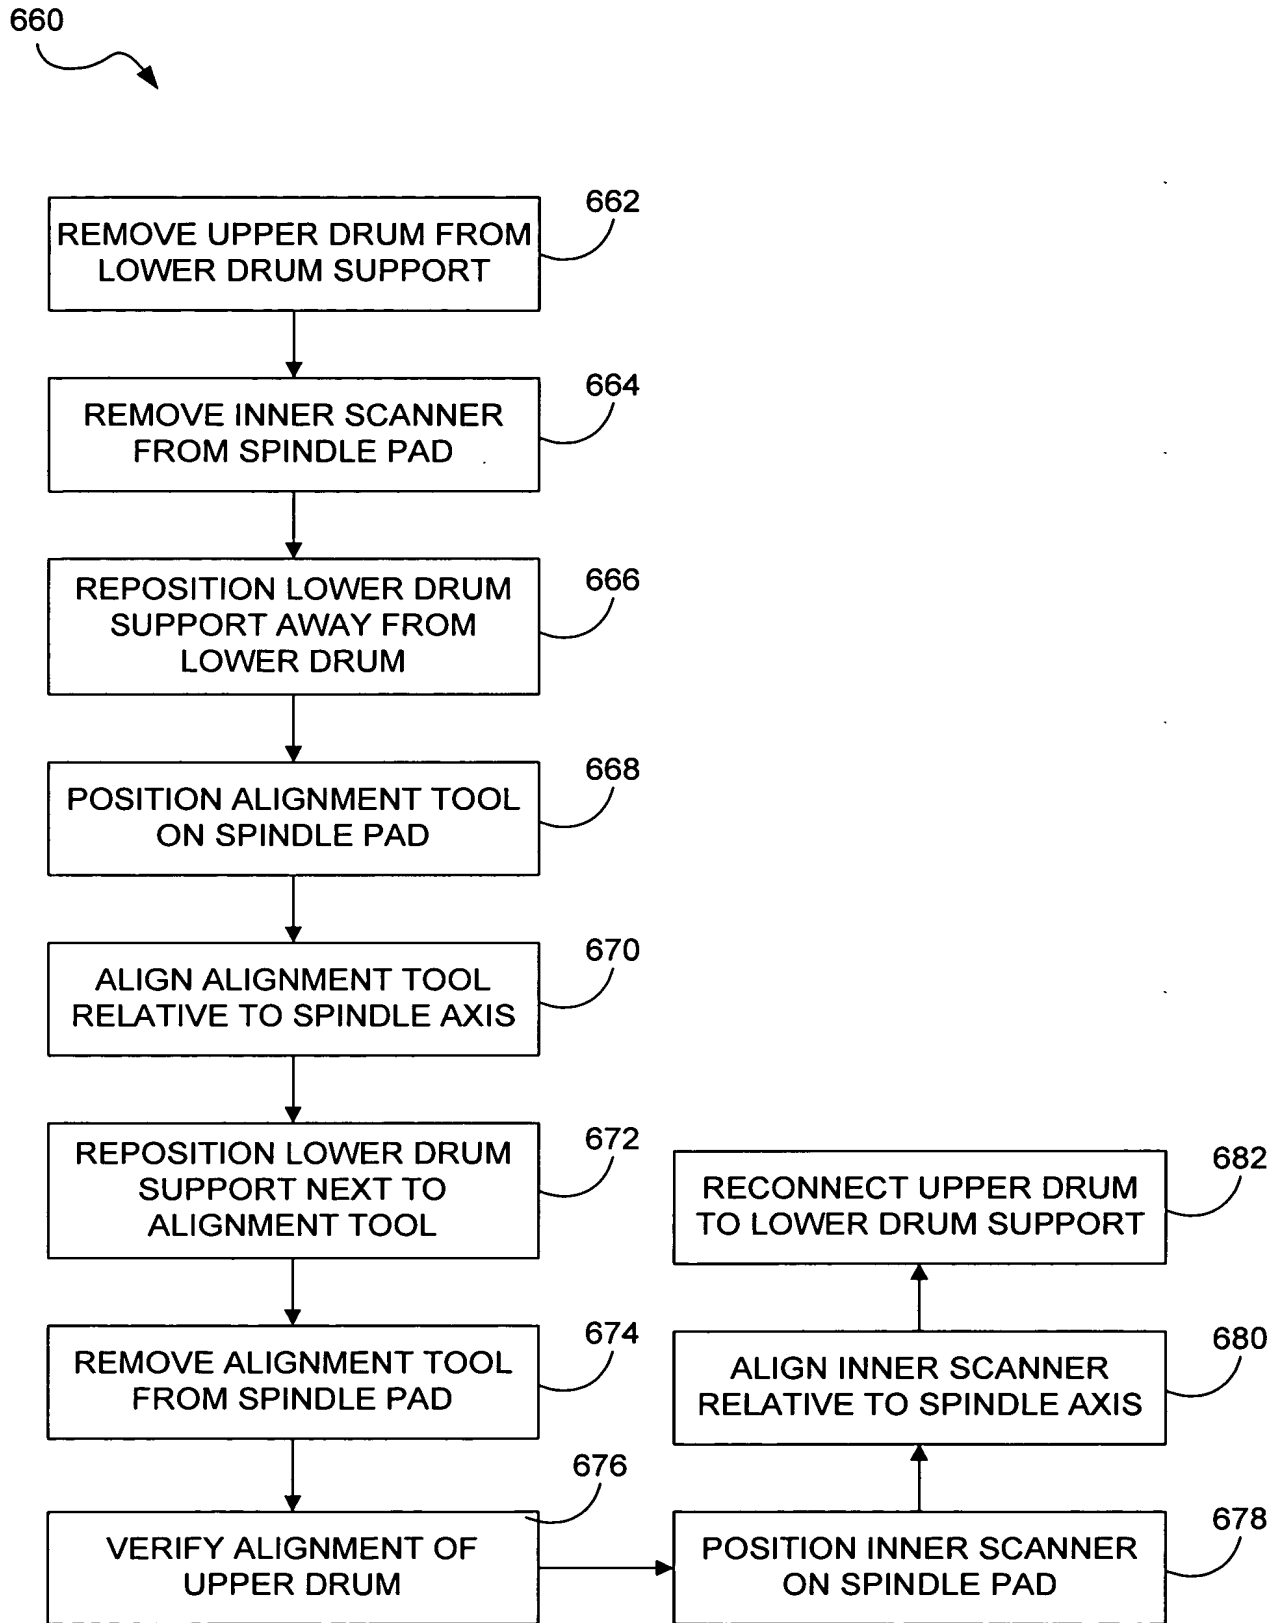 660
662
REMOVE UPPER DRUM FROM
LOWER DRUM SUPPORT
664
REMOVE INNER SCANNER
FROM SPINDLE PAD
666
REPOSITION LOWER DRUM
SUPPORT AWAY FROM
LOWER DRUM
668
POSITION ALIGNMENT TOOL
ON SPINDLE PAD
670
ALIGN ALIGNMENT TOOL
RELATIVE TO SPINDLE AXIS
672
REPOSITION LOWER DRUM
SUPPORT NEXT TO
ALIGNMENT TOOL
674
REMOVE ALIGNMENT TOOL
FROM SPINDLE PAD
676
VERIFY ALIGNMENT OF
UPPER DRUM
678
POSITION INNER SCANNER
ON SPINDLE PAD
680
ALIGN INNER SCANNER
RELATIVE TO SPINDLE AXIS
682
RECONNECT UPPER DRUM
TO LOWER DRUM SUPPORT